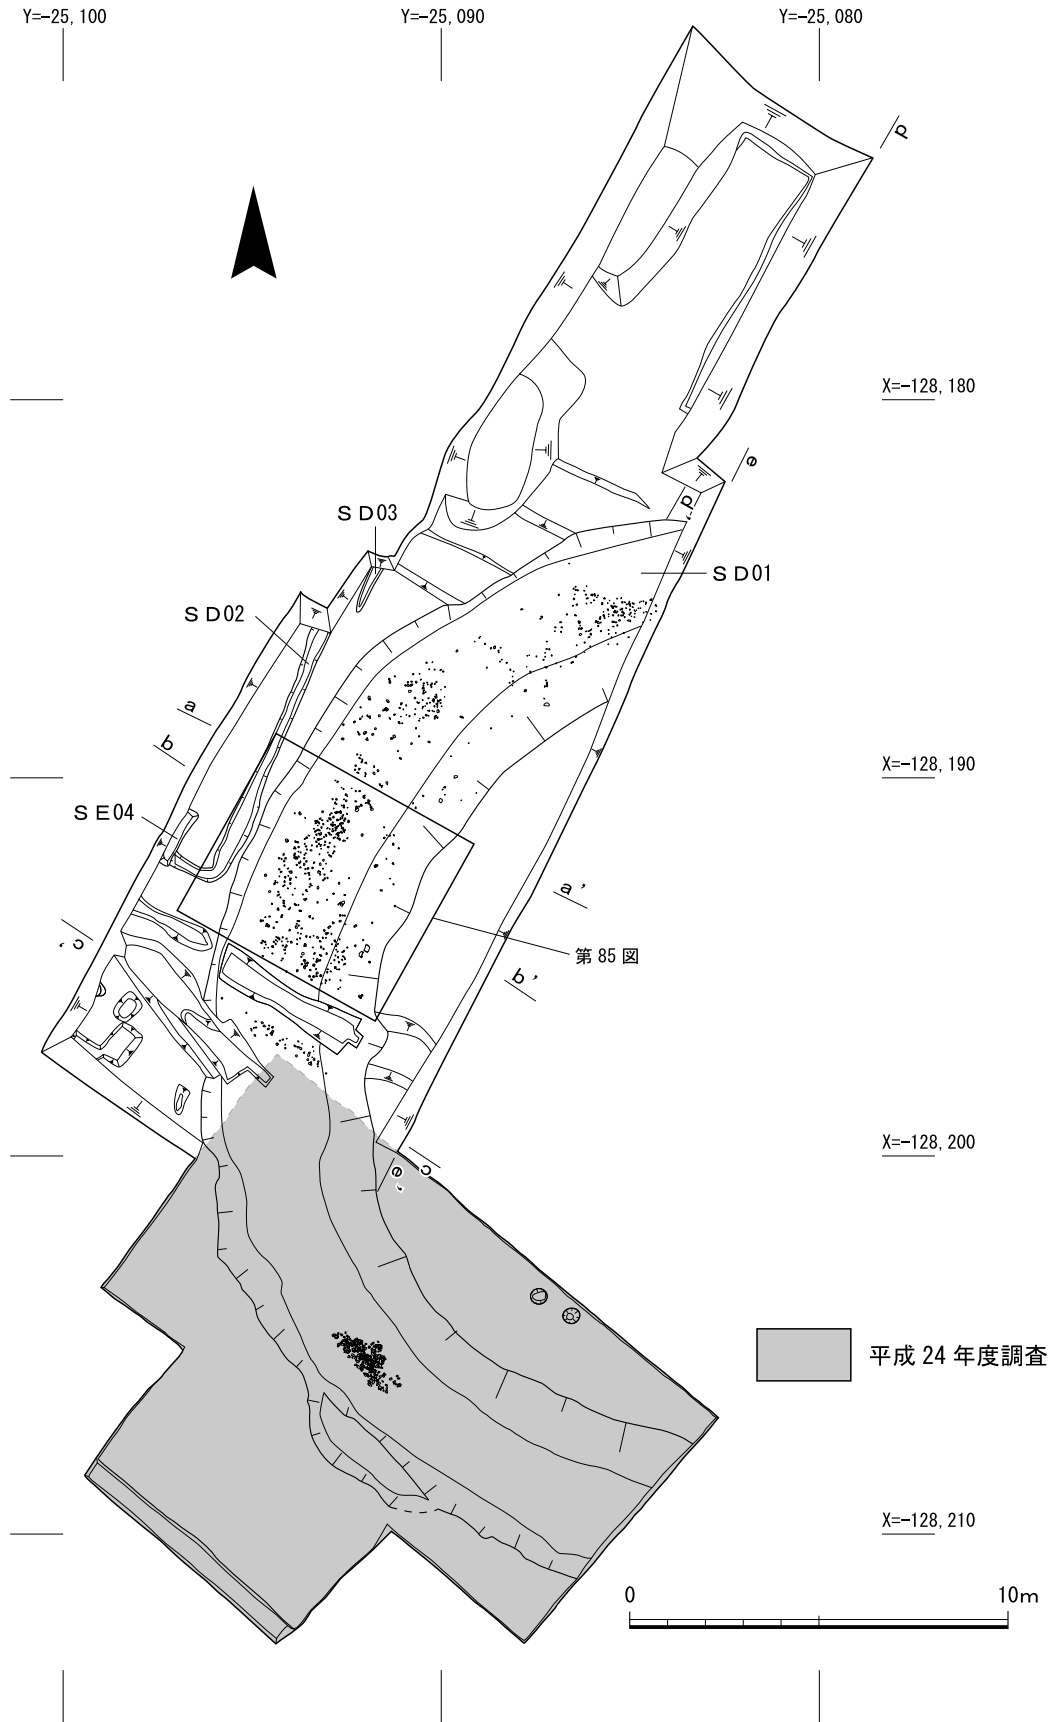 Y=-25,100
Y=-25,090
Y=-25,080
d
X=-128,180
e
d'
SD03
SD01
SD02
a
b
X=-128,190
SE04
a'
c'
第85図
b'
X=-128,200
c
e'
平成24年度調査
X=-128,210
0
10m